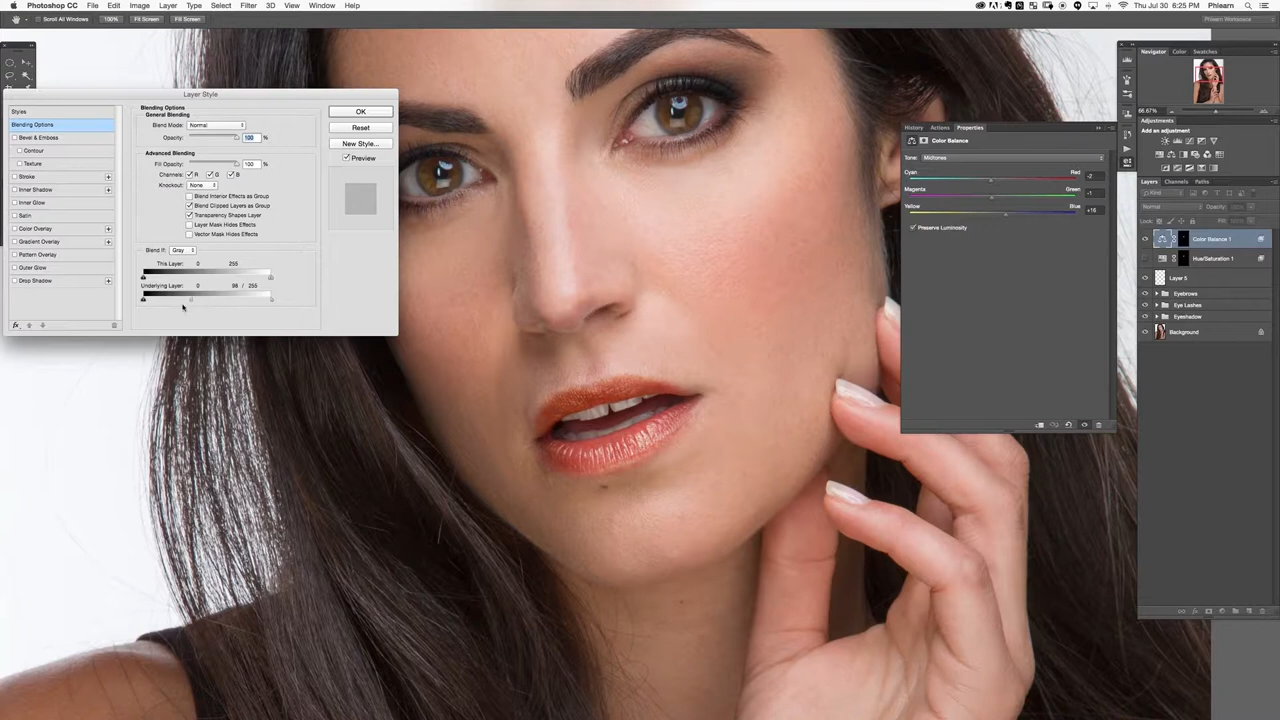 Photoshop CC File Edit Image Layer Type Select Filter 3D View Window Help
Thu Jul 30 6:25 PM Phlearn
Scroll All Windows 100% Fit Screen Fill Screen
Phlearn Workspace
Layer Style
Styles
Blending Options
Bevel & Emboss
Contour
Texture
Stroke
Inner Shadow
Inner Glow
Satin
Color Overlay
Gradient Overlay
Pattern Overlay
Outer Glow
Drop Shadow
fx
Blending Options
General Blending
Blend Mode: Normal
Opacity: 100 %
Advanced Blending
Fill Opacity: 100 %
Channels: R G B
Knockout: None
Blend Interior Effects as Group
Blend Clipped Layers as Group
Transparency Shapes Layer
Layer Mask Hides Effects
Vector Mask Hides Effects
Blend If: Gray
This Layer: 0 255
Underlying Layer: 0 98 / 255
OK
Reset
New Style...
Preview
History Actions Properties
Color Balance
Tone: Midtones
Cyan Red -7
Magenta Green -1
Yellow Blue +16
Preserve Luminosity
Navigator Color Swatches
66.67%
Adjustments
Add an adjustment
Layers Channels Paths
Kind
Normal Opacity:
Lock: Fill:
Color Balance 1
Hue/Saturation 1
Layer 5
Eyebrows
Eye Lashes
Eyeshadow
Background
fx